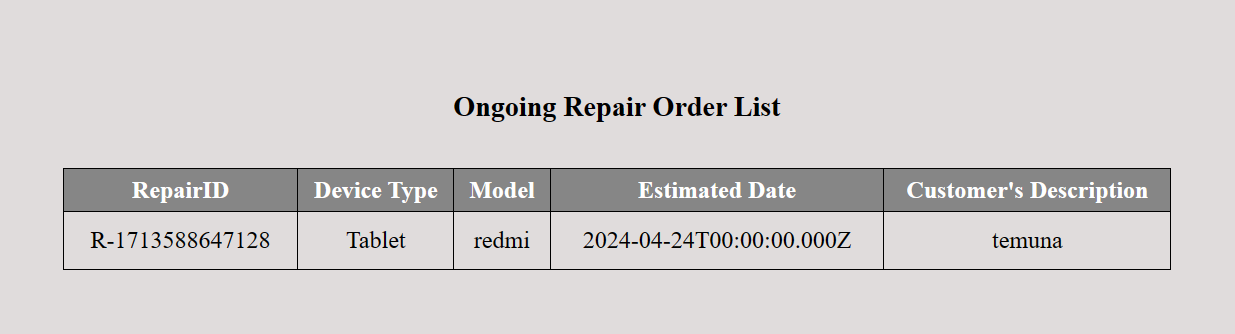 Ongoing Repair Order List
RepairID Device Type Model Estimated Date Customer's Description
R-1713588647128 Tablet redmi 2024-04-24T00:00:00.000Z temuna